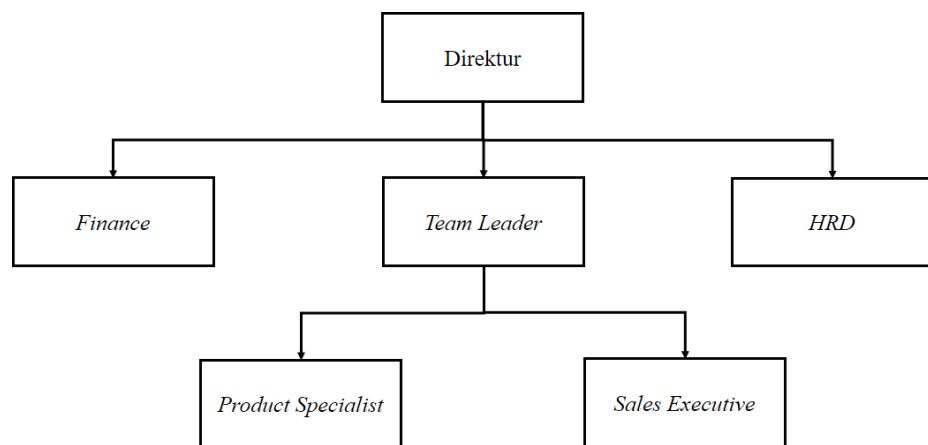 Direktur
Finance
Team Leader
HRD
Product Specialist
Sales Executive